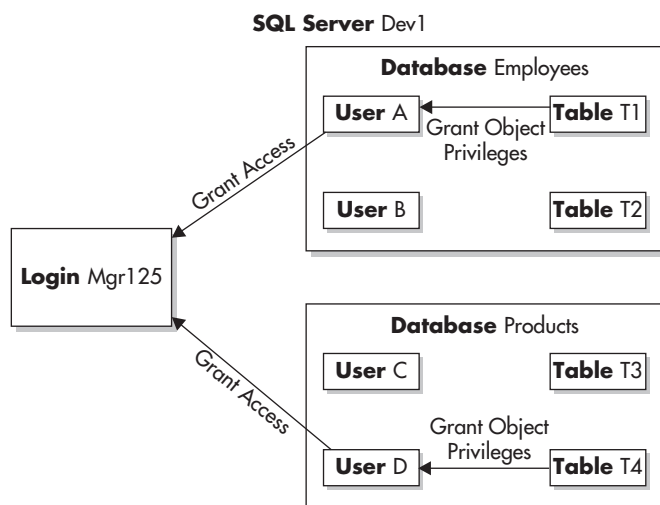 SQL Server Dev1
Database Employees
User A
Table T1
Grant Object
Privileges
Grant Access
User B
Table T2
Login Mgr125
Database Products
User C
Table T3
Grant Access
Grant Object
Privileges
User D
Table T4